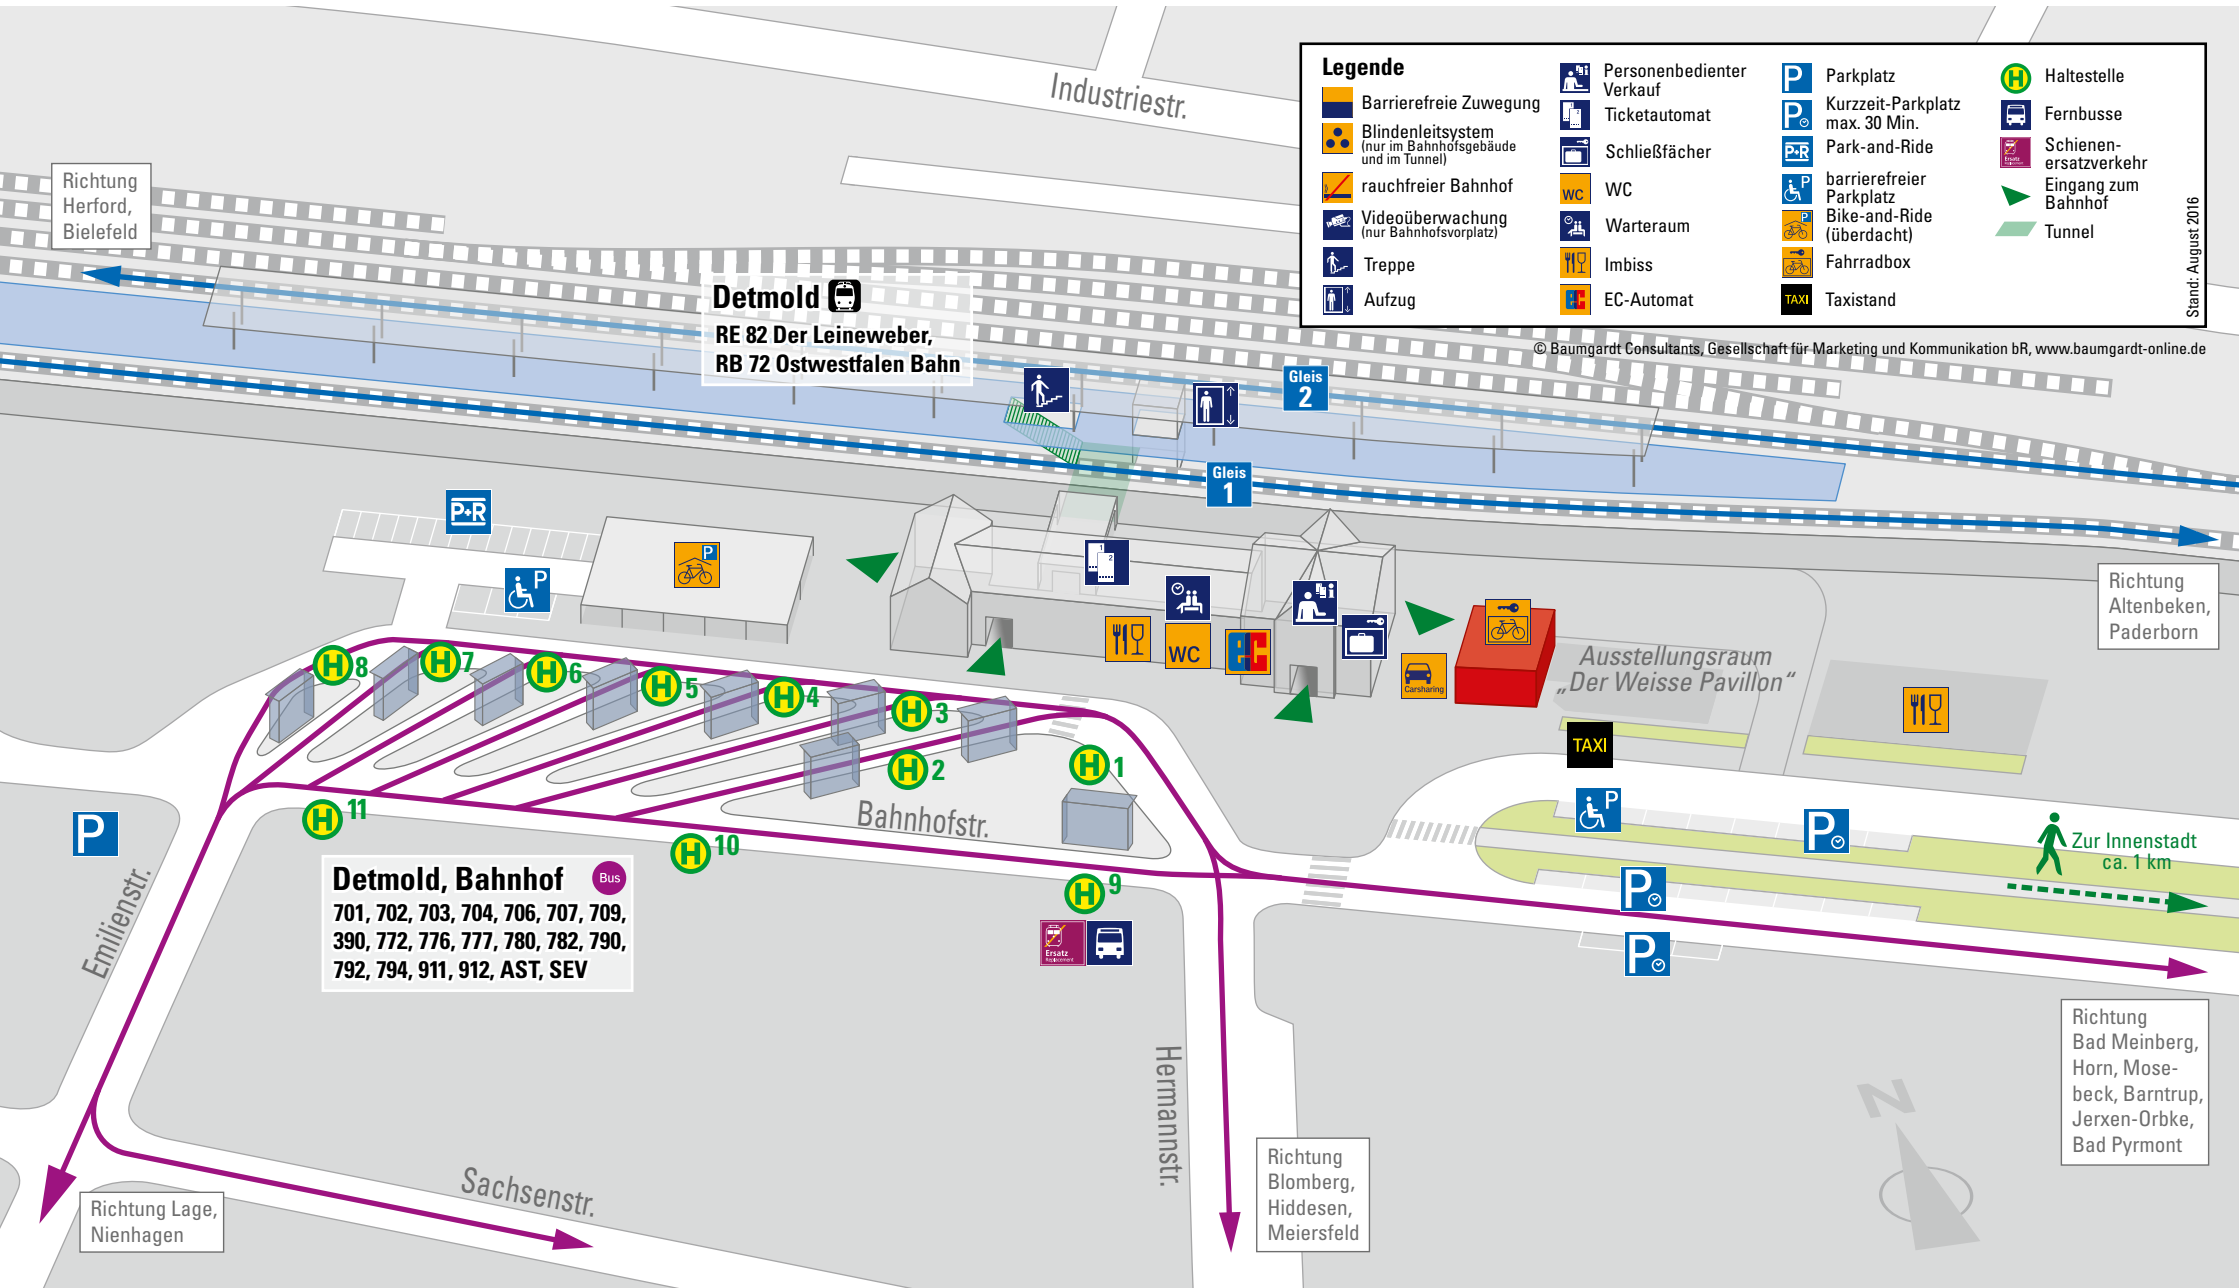 Industriestr.
Legende
Barrierefreie Zuwegung
Blindenleitsystem
(nur im Bahnhofsgebäude
und im Tunnel)
rauchfreier Bahnhof
Videoüberwachung
(nur Bahnhofsvorplatz)
Treppe
Aufzug
Personenbedienter
Verkauf
Ticketautomat
Schließfächer
WC
WC
Warteraum
Imbiss
ec
EC-Automat
P
Parkplatz
P
Kurzzeit-Parkplatz
max. 30 Min.
P+R
Park-and-Ride
P
barrierefreier
Parkplatz
P
Bike-and-Ride
(überdacht)
Fahrradbox
TAXI
Taxistand
H
Haltestelle
Fernbusse
Ersatz
Schienen-
ersatzverkehr
Eingang zum
Bahnhof
Tunnel
Stand: August 2016
© Baumgardt Consultants, Gesellschaft für Marketing und Kommunikation bR, www.baumgardt-online.de
Richtung
Herford,
Bielefeld
Detmold
RE 82 Der Leineweber,
RB 72 Ostwestfalen Bahn
Gleis
2
Gleis
1
P+R
P
P
1
2
i
WC
ec
Carsharing
Ausstellungsraum
„Der Weisse Pavillon“
TAXI
Richtung
Altenbeken,
Paderborn
H 8
H 7
H 6
H 5
H 4
H 3
H 2
H 1
H 11
H 10
H 9
Bahnhofstr.
P
Emilienstr.
Detmold, Bahnhof
Bus
701, 702, 703, 704, 706, 707, 709,
390, 772, 776, 777, 780, 782, 790,
792, 794, 911, 912, AST, SEV
Ersatz
Replacement
P
P
P
P
Zur Innenstadt
ca. 1 km
Hermannstr.
Sachsenstr.
Richtung Lage,
Nienhagen
Richtung
Blomberg,
Hiddesen,
Meiersfeld
Richtung
Bad Meinberg,
Horn, Mose-
beck, Barntrup,
Jerxen-Orbke,
Bad Pyrmont
N